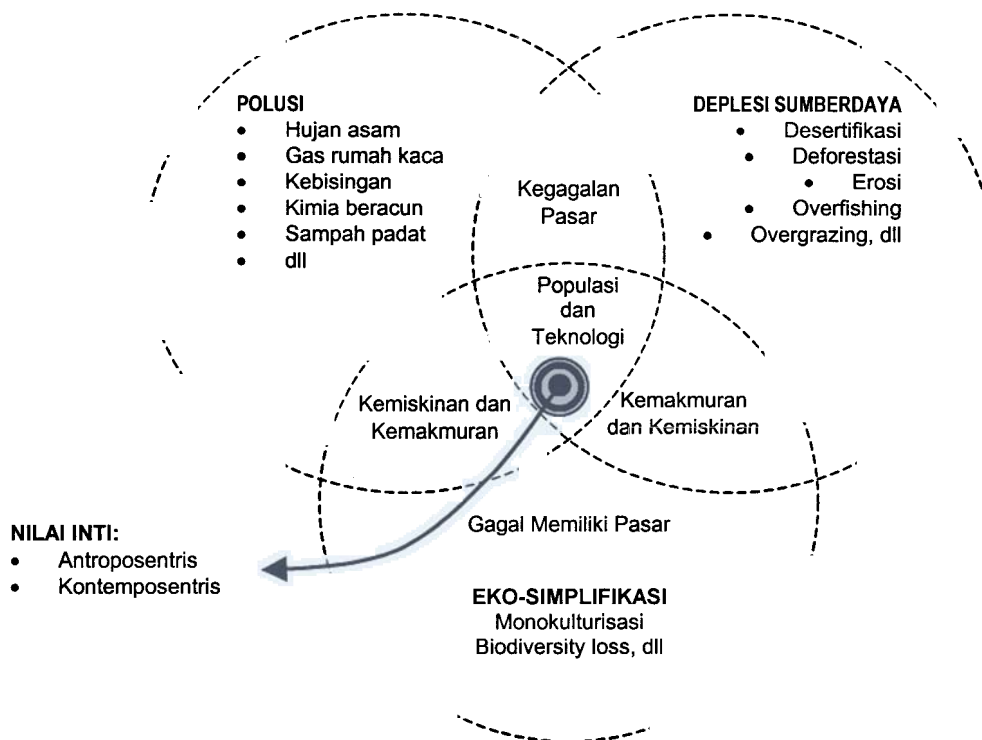 POLUSI
• Hujan asam
• Gas rumah kaca
• Kebisingan
• Kimia beracun
• Sampah padat
• dll
DEPLESI SUMBERDAYA
• Desertifikasi
• Deforestasi
• Erosi
• Overfishing
• Overgrazing, dll
Kegagalan
Pasar
Populasi
dan
Teknologi
Kemiskinan dan
Kemakmuran
Kemakmuran
dan Kemiskinan
Gagal Memiliki Pasar
NILAI INTI:
• Antroposentris
• Kontemposentris
EKO-SIMPLIFIKASI
Monokulturisasi
Biodiversity loss, dll